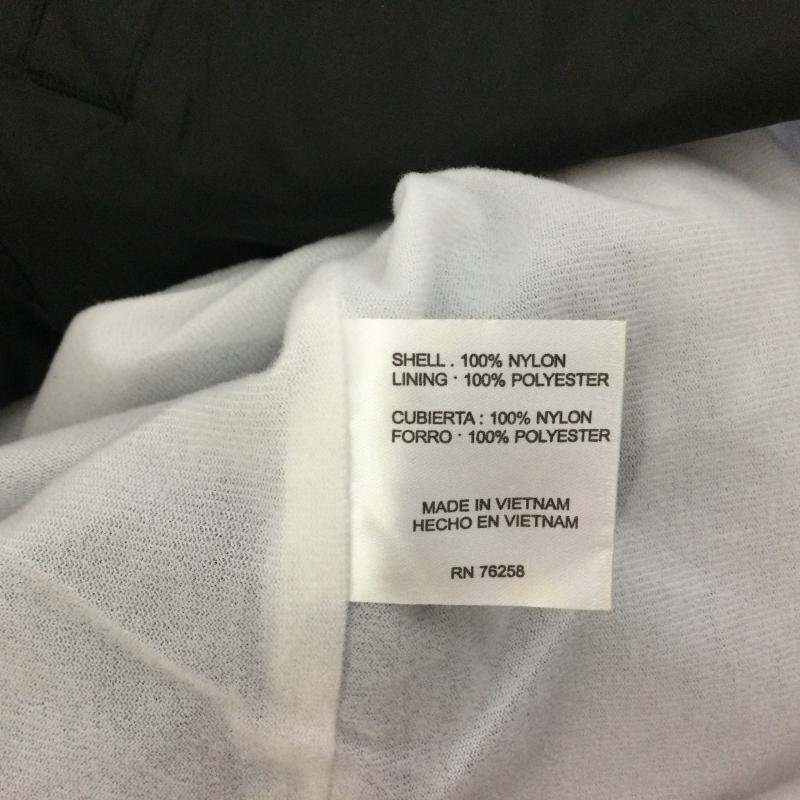 SHELL . 100% NYLON
LINING · 100% POLYESTER
CUBIERTA : 100% NYLON
FORRO · 100% POLYESTER
MADE IN VIETNAM
HECHO EN VIETNAM
RN 76258